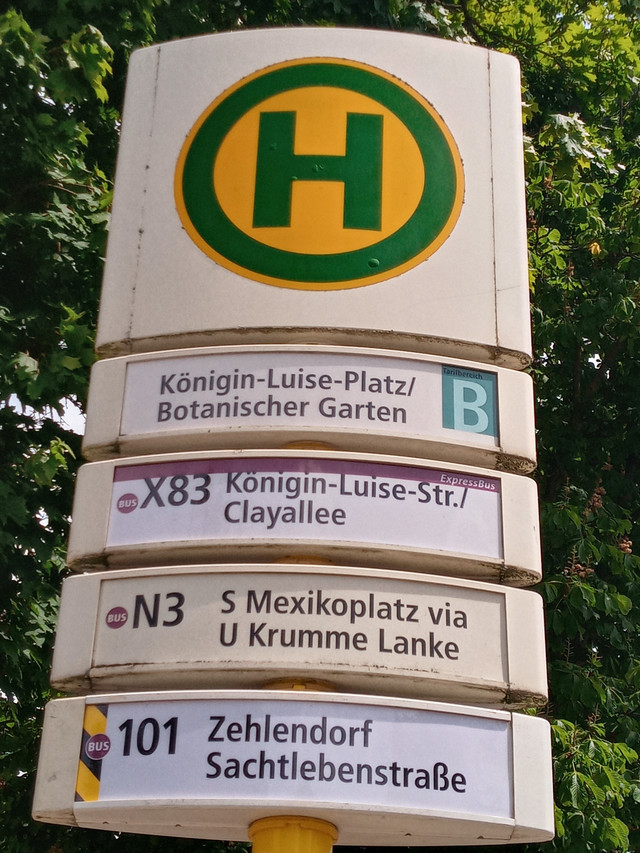 H
Königin-Luise-Platz/
Botanischer Garten
Tarifbereich
B
ExpressBus
BUS X83 Königin-Luise-Str./
Clayallee
BUS N3 S Mexikoplatz via
U Krumme Lanke
BUS 101 Zehlendorf
Sachtlebenstraße